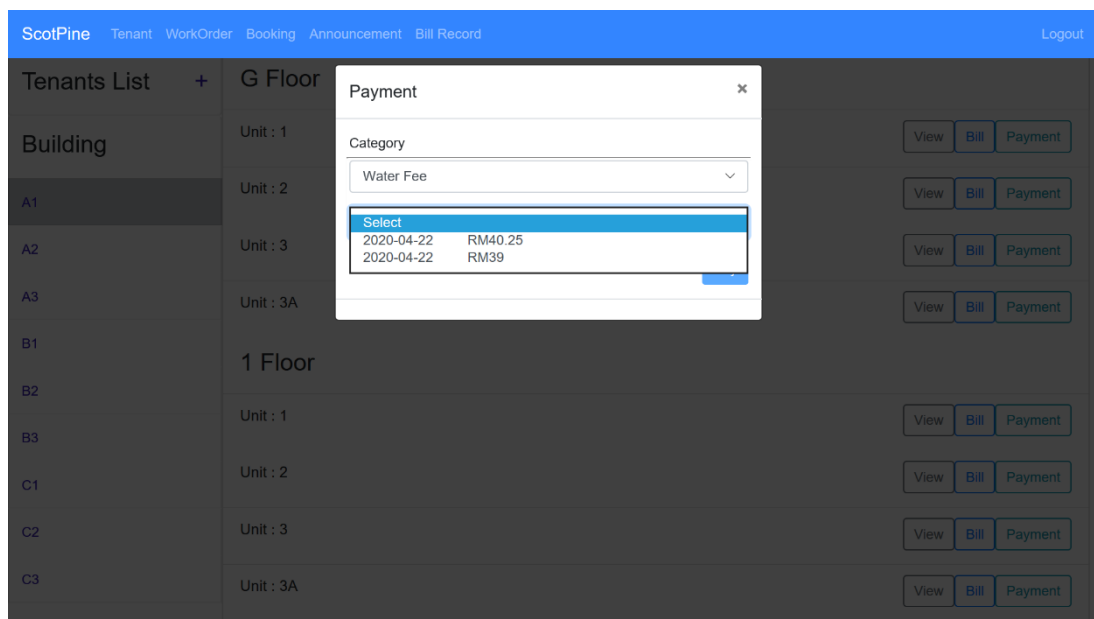 ScotPine Tenant WorkOrder Booking Announcement Bill Record Logout
Tenants List +
Building
A1
A2
A3
B1
B2
B3
C1
C2
C3
G Floor
Unit : 1 View Bill Payment
Unit : 2 View Bill Payment
Unit : 3 View Bill Payment
Unit : 3A View Bill Payment
1 Floor
Unit : 1 View Bill Payment
Unit : 2 View Bill Payment
Unit : 3 View Bill Payment
Unit : 3A View Bill Payment
Payment ×
Category
Water Fee
Select
2020-04-22 RM40.25
2020-04-22 RM39